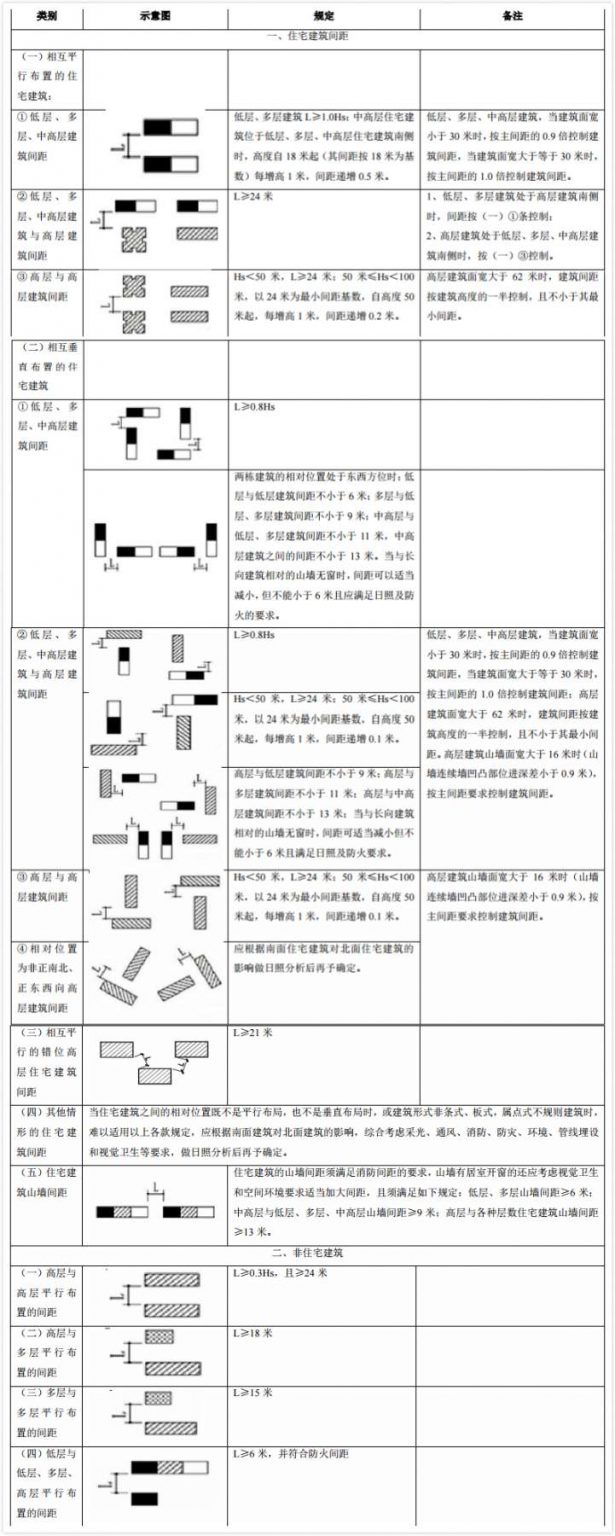 类别 示意图 规定 备注
一、住宅建筑间距
（一）相互平
行布置的住
宅建筑：
①低层、多
层、中高层建
筑间距
低层、多层建筑 L≥1.0Hs；中高层住宅建
筑位于低层、多层、中高层住宅建筑南侧
时，高度自 18 米起（其间距按 18 米为基
数）每增高 1 米，间距递增 0.5 米。
低层、多层、中高层建筑，当建筑面宽
小于 30 米时，按主间距的 0.9 倍控制建
筑间距，当建筑面宽大于等于 30 米时，
按主间距的 1.0 倍控制建筑间距。
②低层、多
层、中高层建
筑与高层建
筑间距
L≥24 米
1、低层、多层建筑处于高层建筑南侧
时，间距按（一）①条控制；
2、高层建筑处于低层、多层、中高层建
筑南侧时，按（一）③控制。
③高层与高
层建筑间距
Hs＜50 米，L≥24 米；50 米≤Hs＜100
米，以 24 米为最小间距基数，自高度 50
米起，每增高 1 米，间距递增 0.2 米。
高层建筑面宽大于 62 米时，建筑间距
按建筑高度的一半控制，且不小于其最
小间距。
（二）相互垂
直布置的住
宅建筑
①低层、多
层、中高层建
筑间距
L≥0.8Hs
两栋建筑的相对位置处于东西方位时：低
层与低层建筑间距不小于 6 米；多层与低
层、多层建筑间距不小于 9 米；中高层与
低层、多层建筑间距不小于 11 米，中高
层建筑之间的间距不小于 13 米。当与长
向建筑相对的山墙无窗时，间距可以适当
减小，但不能小于 6 米且应满足日照及防
火的要求。
②低层、多
层、中高层建
筑与高层建
筑间距
L≥0.8Hs
Hs＜50 米，L≥24 米；50 米≤Hs＜100
米，以 24 米为最小间距基数，自高度 50
米起，每增高 1 米，间距递增 0.1 米。
高层与低层建筑间距不小于 9 米；高层与
多层建筑间距不小于 11 米；高层与中高
层建筑间距不小于 13 米；当与长向建筑
相对的山墙无窗时，间距可适当减小但不
能小于 6 米且满足日照及防火要求。
低层、多层、中高层建筑，当建筑面宽
小于 30 米时，按主间距的 0.9 倍控制建
筑间距，当建筑面宽大于等于 30 米时，
按主间距的 1.0 倍控制建筑间距；高层
建筑面宽大于 62 米时，建筑间距按建
筑高度的一半控制，且不小于其最小间
距。高层建筑山墙面宽大于 16 米时（山
墙连续墙凹凸部位进深差小于 0.9 米），
按主间距要求控制建筑间距。
③高层与高
层建筑间距
Hs＜50 米，L≥24 米；50 米≤Hs＜100
米，以 24 米为最小间距基数，自高度 50
米起，每增高 1 米，间距递增 0.1 米。
高层建筑山墙面宽大于 16 米时（山墙
连续墙凹凸部位进深差小于 0.9 米），按
主间距要求控制建筑间距。
④相对位置
为非正南北、
正东西向高
层建筑间距
应根据南面住宅建筑对北面住宅建筑的
影响做日照分析后再予确定。
（三）相互平
行的错位高
层住宅建筑
间距
L≥21 米
（四）其他情
形的住宅建
筑间距
当住宅建筑之间的相对位置既不是平行布局，也不是垂直布局时，或建筑形式非条式、板式，属点式不规则建筑时，
难以适用以上各款规定，应根据南面建筑对北面建筑的影响，综合考虑采光、通风、消防、防灾、环境、管线埋设
和视觉卫生等要求，做日照分析后再予确定。
（五）住宅建
筑山墙间距
L
住宅建筑的山墙间距须满足消防间距的要求，山墙有居室开窗的还应考虑视觉卫生
和空间环境要求适当加大间距，且须满足如下规定：低层、多层山墙间距≥6 米；
中高层与低层、多层、中高层山墙间距≥9 米；高层与各种层数住宅建筑山墙间距
≥13 米。
二、非住宅建筑
（一）高层与
高层平行布
置的间距
L≥0.3Hs，且≥24 米
（二）高层与
多层平行布
置的间距
L≥18 米
（三）多层与
多层平行布
置的间距
L≥15 米
（四）低层与
低层、多层、
高层平行布
置的间距
L≥6 米，并符合防火间距